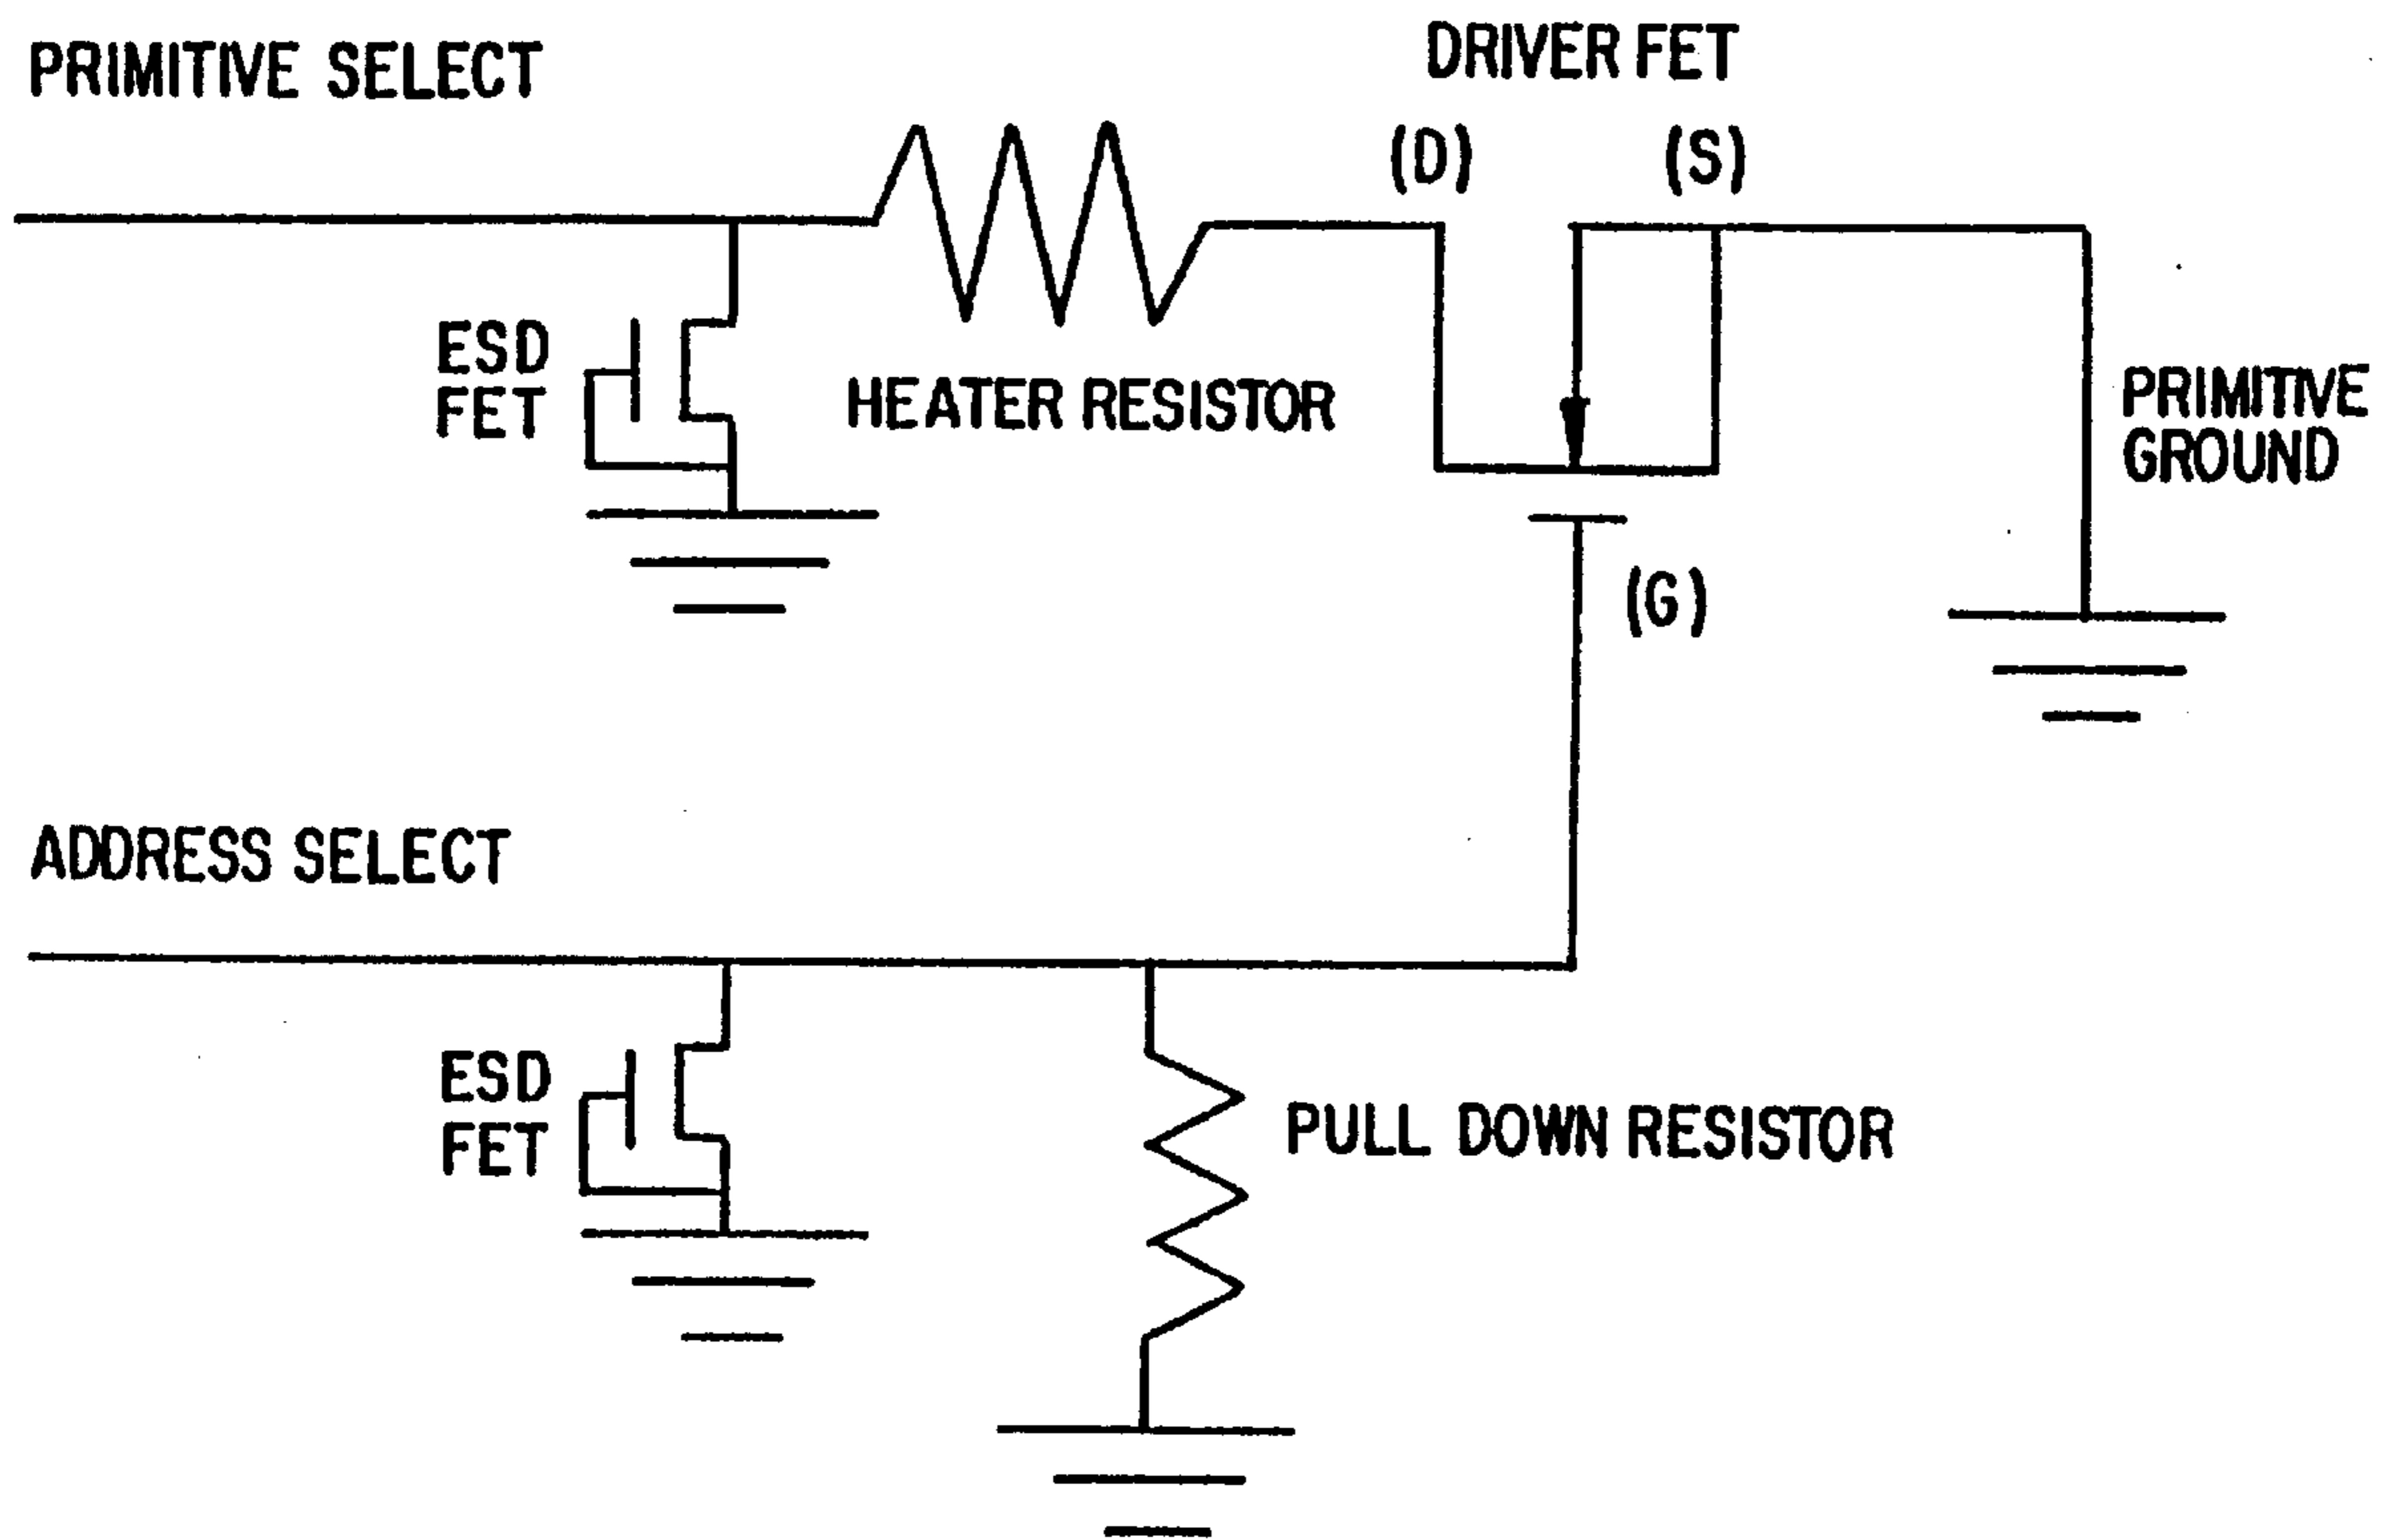 PRIMITIVE SELECT
DRIVER FET
(D)
(S)
ESD
FET
HEATER RESISTOR
PRIMITIVE
GROUND
(G)
ADDRESS SELECT
ESD
FET
PULL DOWN RESISTOR